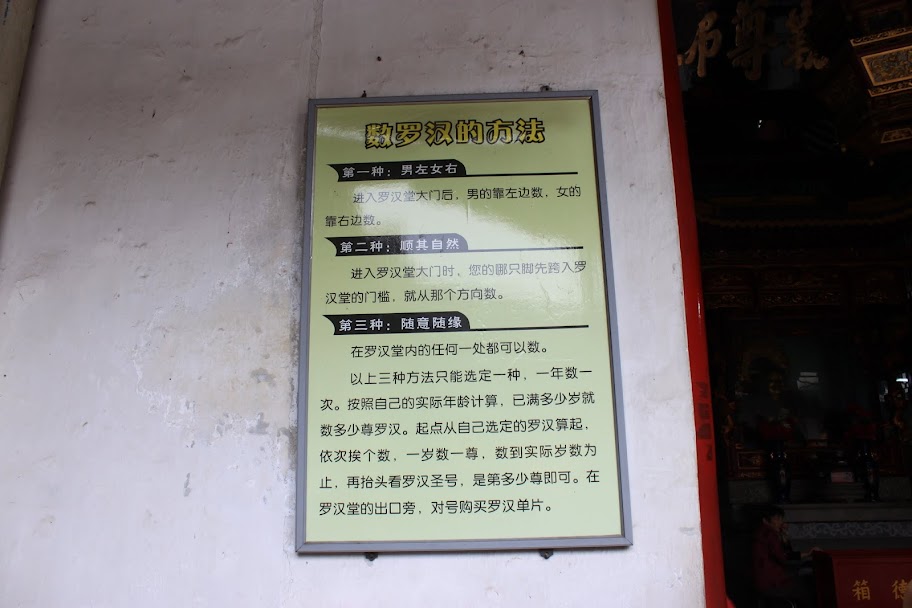 数罗汉的方法
第一种：男左女右
进入罗汉堂大门后，男的靠左边数，女的
靠右边数。
第二种：顺其自然
进入罗汉堂大门时，您的哪只脚先跨入罗
汉堂的门槛，就从那个方向数。
第三种：随意随缘
在罗汉堂内的任何一处都可以数。
以上三种方法只能选定一种，一年数一
次。按照自己的实际年龄计算，已满多少岁就
数多少尊罗汉。起点从自己选定的罗汉算起，
依次挨个数，一岁数一尊，数到实际岁数为
止，再抬头看罗汉圣号，是第多少尊即可。在
罗汉堂的出口旁，对号购买罗汉单片。
箱德